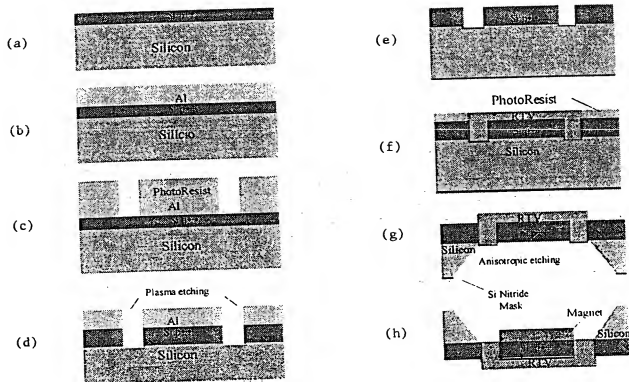 (a)
Silicon
(b)
Al
Silicio
(c)
PhotoResist
Al
Silicon
Plasma etching
(d)
Al
Silicon
(e)
PhotoResist
RTV
(f)
Silicon
(g)
RTV
Silicon
Anisotropic etching
Si Nitride
Mask
Magnet
(h)
Silicon
RTV